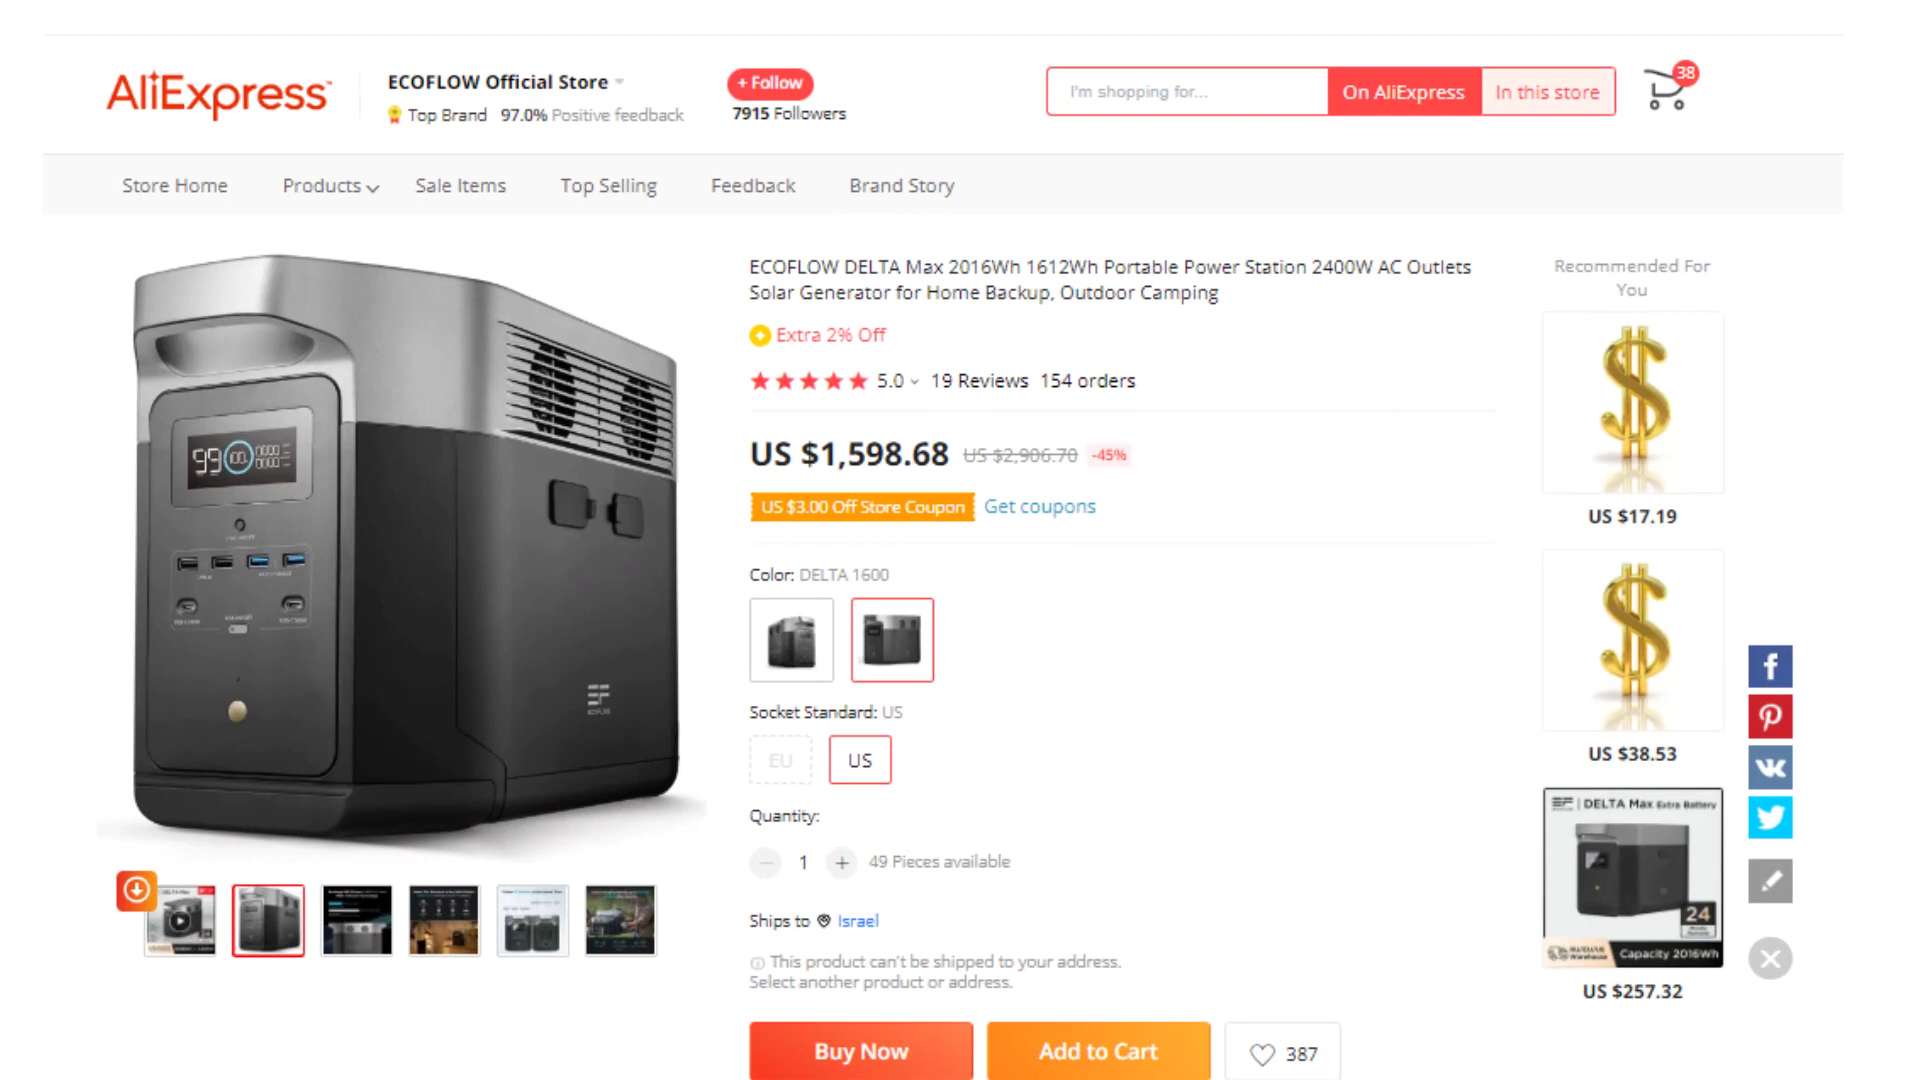 AliExpress™
ECOFLOW Official Store
Top Brand 97.0% Positive feedback
+ Follow
7915 Followers
I'm shopping for...
On AliExpress
In this store
38
Store Home
Products
Sale Items
Top Selling
Feedback
Brand Story
ECOFLOW DELTA Max 2016Wh 1612Wh Portable Power Station 2400W AC Outlets
Solar Generator for Home Backup, Outdoor Camping
Extra 2% Off
5.0
19 Reviews
154 orders
US $1,598.68
US $2,906.70
-45%
US $3.00 Off Store Coupon
Get coupons
Color: DELTA 1600
Socket Standard: US
EU
US
Quantity:
1
49 Pieces available
Ships to
Israel
This product can't be shipped to your address.
Select another product or address.
Buy Now
Add to Cart
387
99
100
Recommended For
You
US $17.19
US $38.53
DELTA Max Extra Battery
24
Capacity 2016Wh
US $257.32